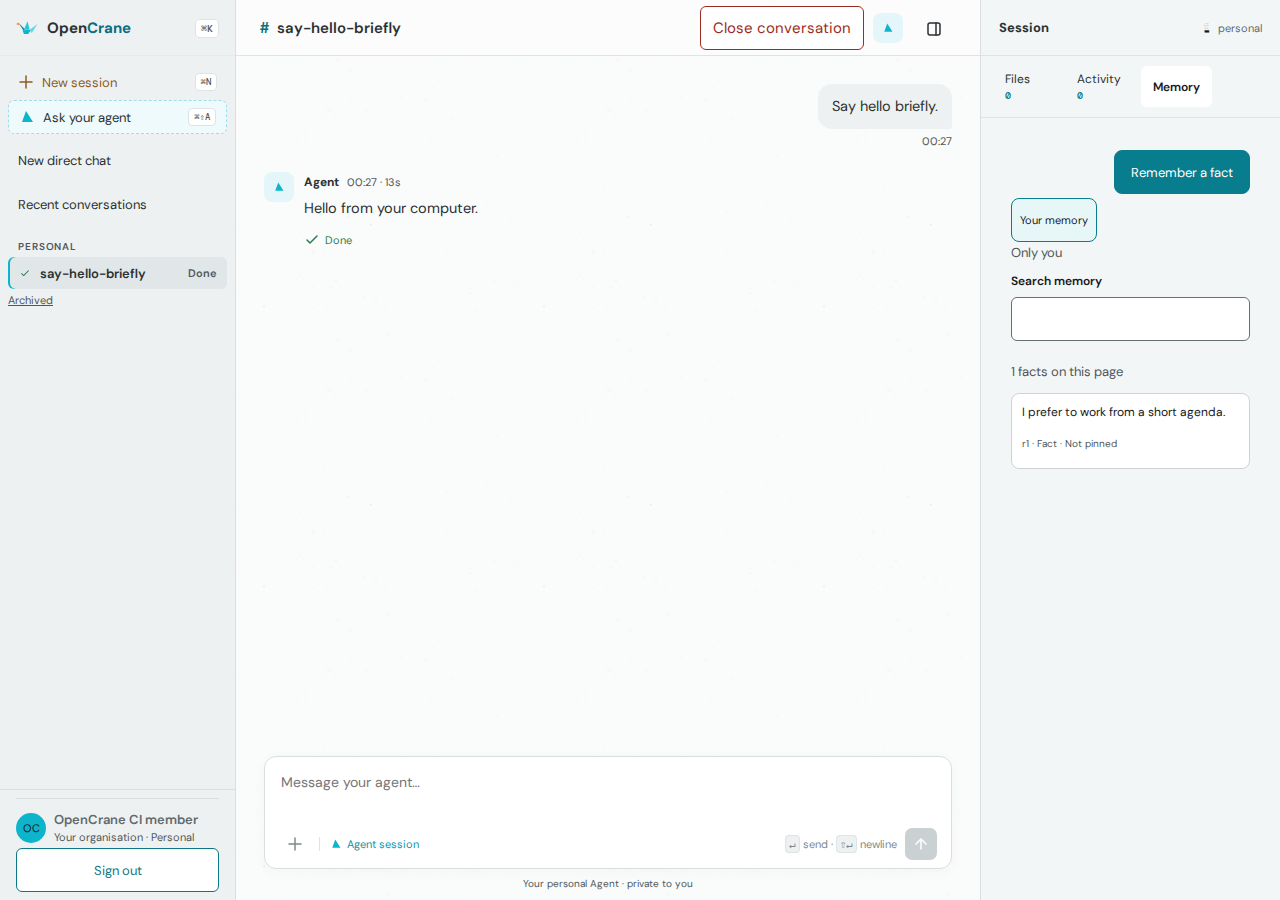 OpenCrane ⌘K
New session ⌘N
Ask your agent ⌘⇧A
New direct chat
Recent conversations
PERSONAL
say-hello-briefly Done
Archived
OC
OpenCrane CI member
Your organisation · Personal
Sign out
# say-hello-briefly
Close conversation
Say hello briefly.
00:27
Agent 00:27 · 13s
Hello from your computer.
Done
Message your agent…
Agent session
↵ send · ⇧↵ newline
Your personal Agent · private to you
Session
personal
Files
0
Activity
0
Memory
Remember a fact
Your memory
Only you
Search memory
1 facts on this page
I prefer to work from a short agenda.
r1 · Fact · Not pinned